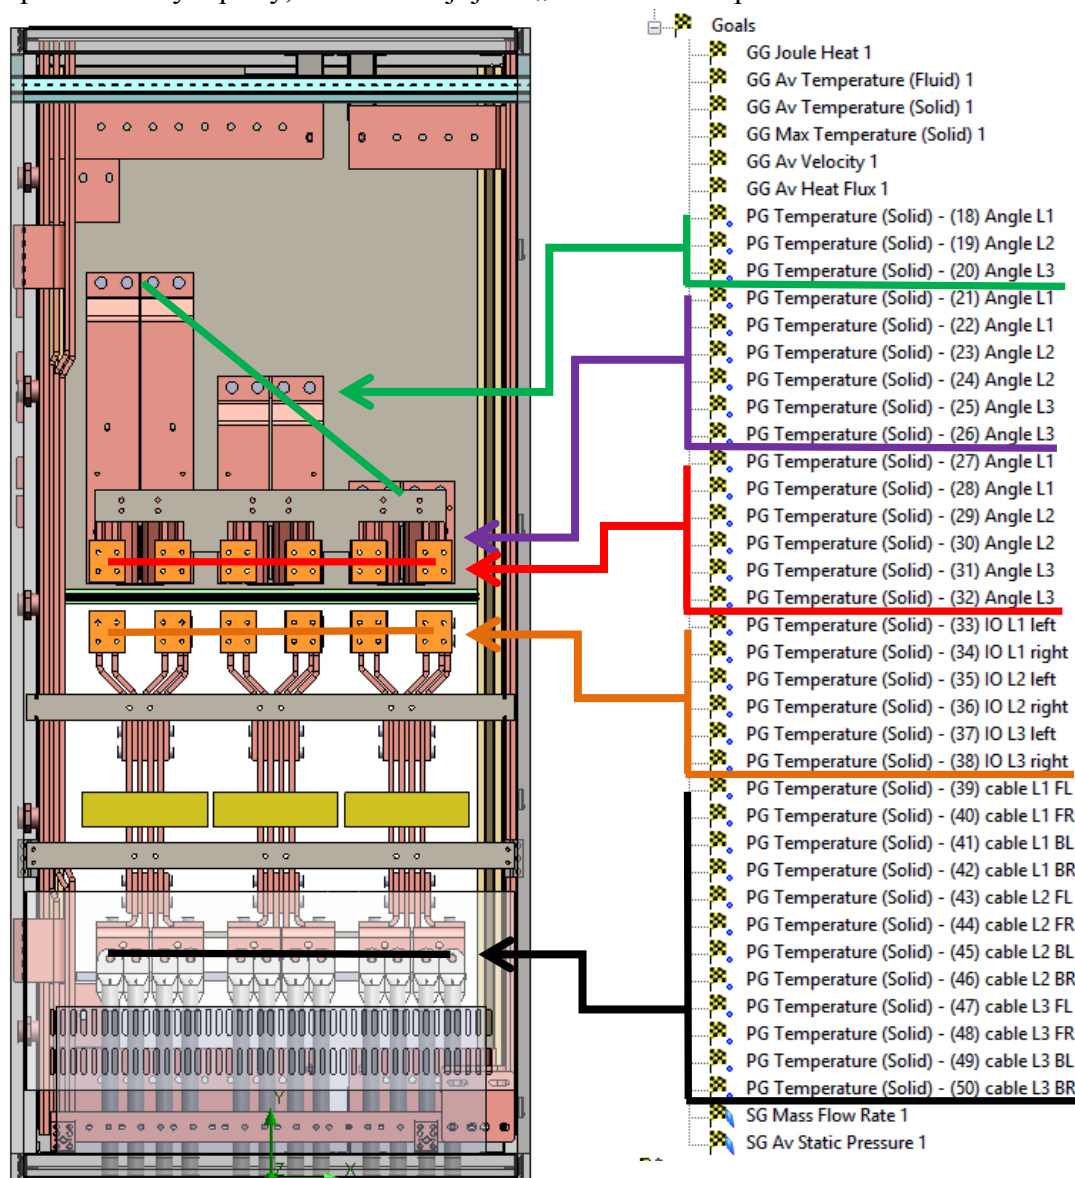 Goals
GG Joule Heat 1
GG Av Temperature (Fluid) 1
GG Av Temperature (Solid) 1
GG Max Temperature (Solid) 1
GG Av Velocity 1
GG Av Heat Flux 1
PG Temperature (Solid) - (18) Angle L1
PG Temperature (Solid) - (19) Angle L2
PG Temperature (Solid) - (20) Angle L3
PG Temperature (Solid) - (21) Angle L1
PG Temperature (Solid) - (22) Angle L1
PG Temperature (Solid) - (23) Angle L2
PG Temperature (Solid) - (24) Angle L2
PG Temperature (Solid) - (25) Angle L3
PG Temperature (Solid) - (26) Angle L3
PG Temperature (Solid) - (27) Angle L1
PG Temperature (Solid) - (28) Angle L1
PG Temperature (Solid) - (29) Angle L2
PG Temperature (Solid) - (30) Angle L2
PG Temperature (Solid) - (31) Angle L3
PG Temperature (Solid) - (32) Angle L3
PG Temperature (Solid) - (33) IO L1 left
PG Temperature (Solid) - (34) IO L1 right
PG Temperature (Solid) - (35) IO L2 left
PG Temperature (Solid) - (36) IO L2 right
PG Temperature (Solid) - (37) IO L3 left
PG Temperature (Solid) - (38) IO L3 right
PG Temperature (Solid) - (39) cable L1 FL
PG Temperature (Solid) - (40) cable L1 FR
PG Temperature (Solid) - (41) cable L1 BL
PG Temperature (Solid) - (42) cable L1 BR
PG Temperature (Solid) - (43) cable L2 FL
PG Temperature (Solid) - (44) cable L2 FR
PG Temperature (Solid) - (45) cable L2 BL
PG Temperature (Solid) - (46) cable L2 BR
PG Temperature (Solid) - (47) cable L3 FL
PG Temperature (Solid) - (48) cable L3 FR
PG Temperature (Solid) - (49) cable L3 BL
PG Temperature (Solid) - (50) cable L3 BR
SG Mass Flow Rate 1
SG Av Static Pressure 1
Y
Z
X